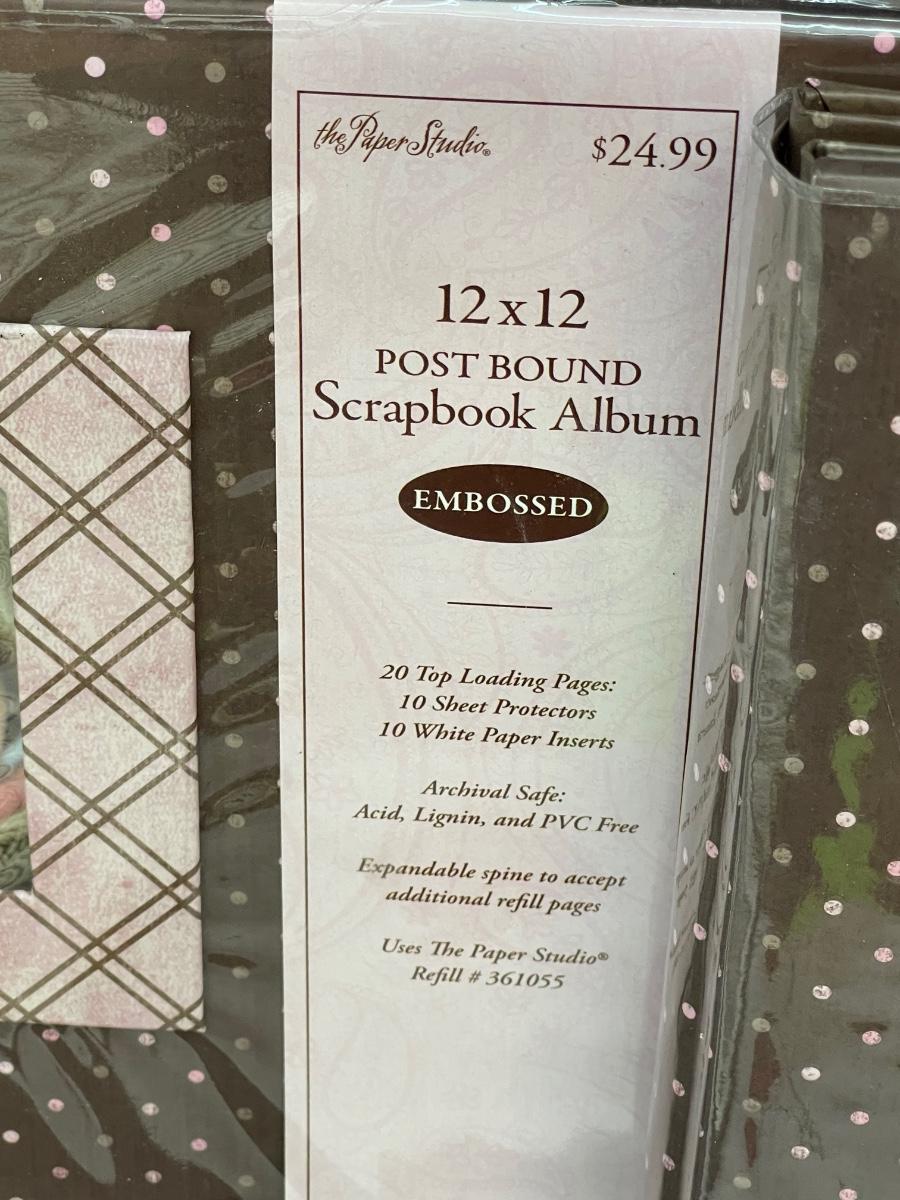 the Paper Studio®
$24.99
12 x 12
POST BOUND
Scrapbook Album
EMBOSSED
20 Top Loading Pages:
10 Sheet Protectors
10 White Paper Inserts
Archival Safe:
Acid, Lignin, and PVC Free
Expandable spine to accept
additional refill pages
Uses The Paper Studio®
Refill # 361055